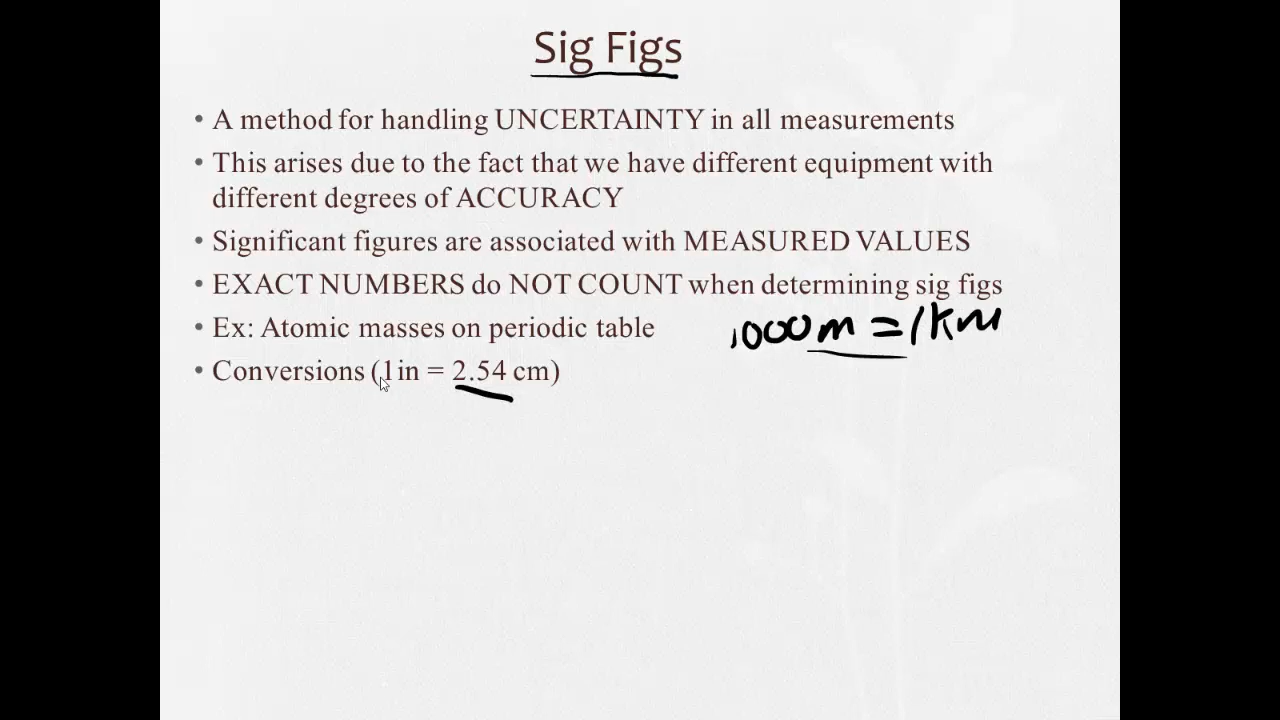 Sig Figs
• A method for handling UNCERTAINTY in all measurements
• This arises due to the fact that we have different equipment with
different degrees of ACCURACY
• Significant figures are associated with MEASURED VALUES
• EXACT NUMBERS do NOT COUNT when determining sig figs
• Ex: Atomic masses on periodic table
1000m = 1km
• Conversions (1in = 2.54 cm)